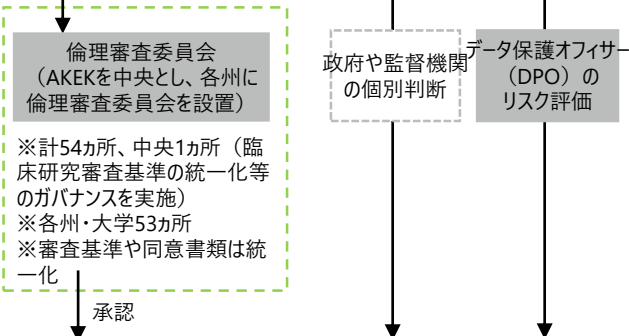 倫理審査委員会
（AKEKを中央とし、各州に
倫理審査委員会を設置）
※計54ヵ所、中央1ヵ所（臨
床研究審査基準の統一化等
のガバナンスを実施）
※各州・大学53ヵ所
※審査基準や同意書類は統
一化
承認
政府や監督機関
の個別判断
データ保護オフィサー
（DPO）の
リスク評価